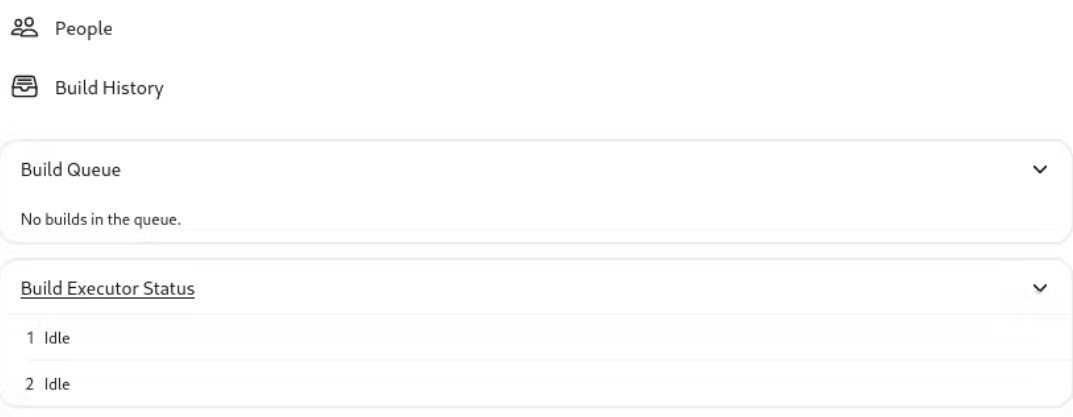 People
Build History
Build Queue
No builds in the queue.
Build Executor Status
1 Idle
2 Idle